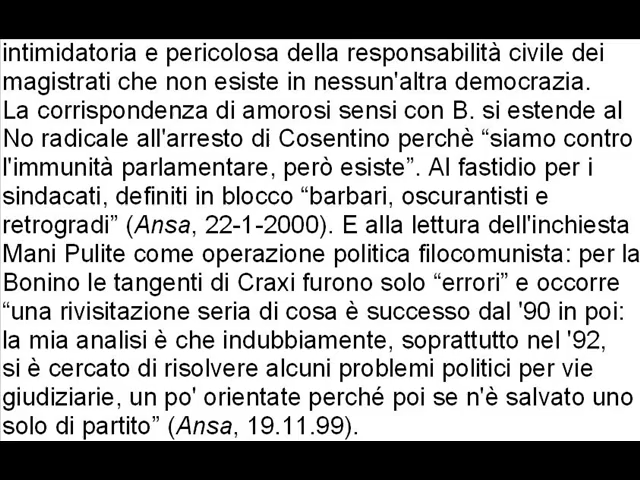 intimidatoria e pericolosa della responsabilità civile dei
magistrati che non esiste in nessun'altra democrazia.
La corrispondenza di amorosi sensi con B. si estende al
No radicale all'arresto di Cosentino perchè “siamo contro
l'immunità parlamentare, però esiste”. Al fastidio per i
sindacati, definiti in blocco “barbari, oscurantisti e
retrogradi” (Ansa, 22-1-2000). E alla lettura dell'inchiesta
Mani Pulite come operazione politica filocomunista: per la
Bonino le tangenti di Craxi furono solo “errori” e occorre
“una rivisitazione seria di cosa è successo dal '90 in poi:
la mia analisi è che indubbiamente, soprattutto nel '92,
si è cercato di risolvere alcuni problemi politici per vie
giudiziarie, un po' orientate perché poi se n'è salvato uno
solo di partito” (Ansa, 19.11.99).